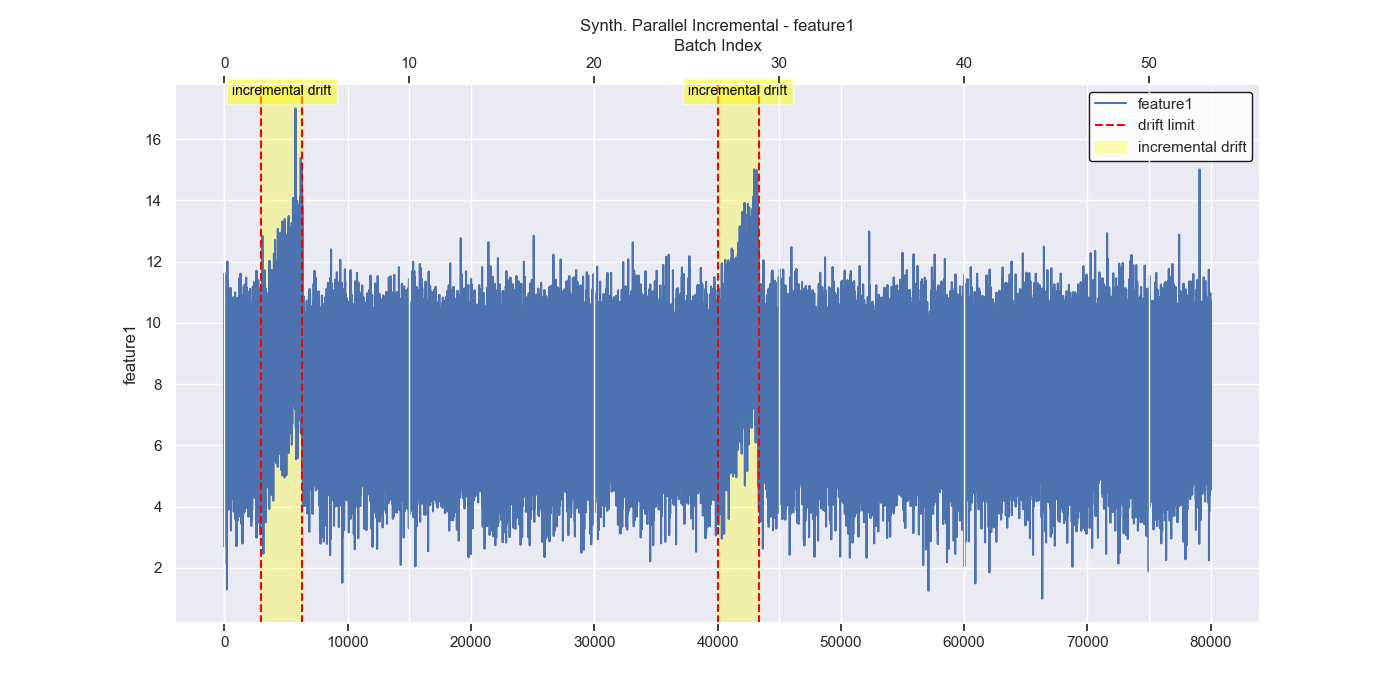 Synth. Parallel Incremental - feature1
Batch Index
0 10 20 30 40 50
incremental drift incremental drift
feature1
drift limit
incremental drift
16
14
12
10
8
6
4
2
feature1
0 10000 20000 30000 40000 50000 60000 70000 80000